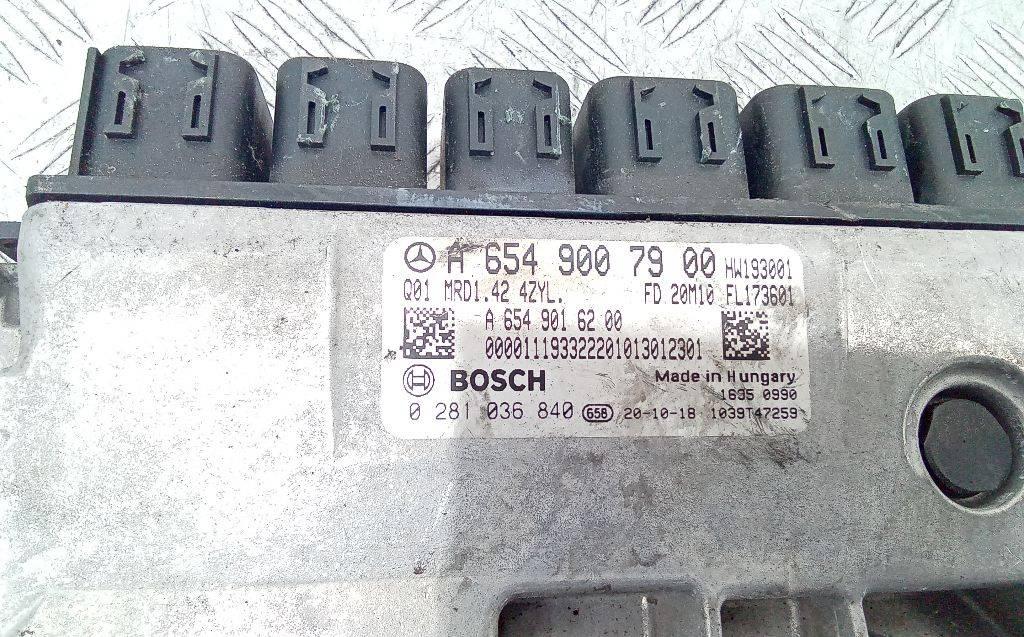 A 654 900 79 00 HW193001
Q01 MRD1.42 4ZYL. FD 20M10 FL173601
A 654 901 62 00
000011193322201013012301
BOSCH Made in Hungary
1635 0990
0 281 036 840 658 20-10-18 1039T47259